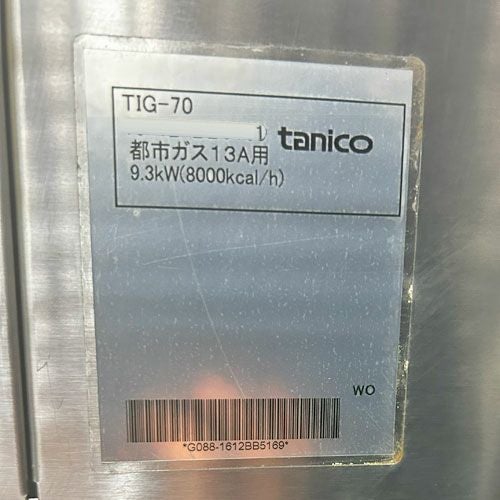 TIG-70
tanico
都市ガス13A用
9.3kW(8000kcal/h)
WO
*G088-1612BB5169*